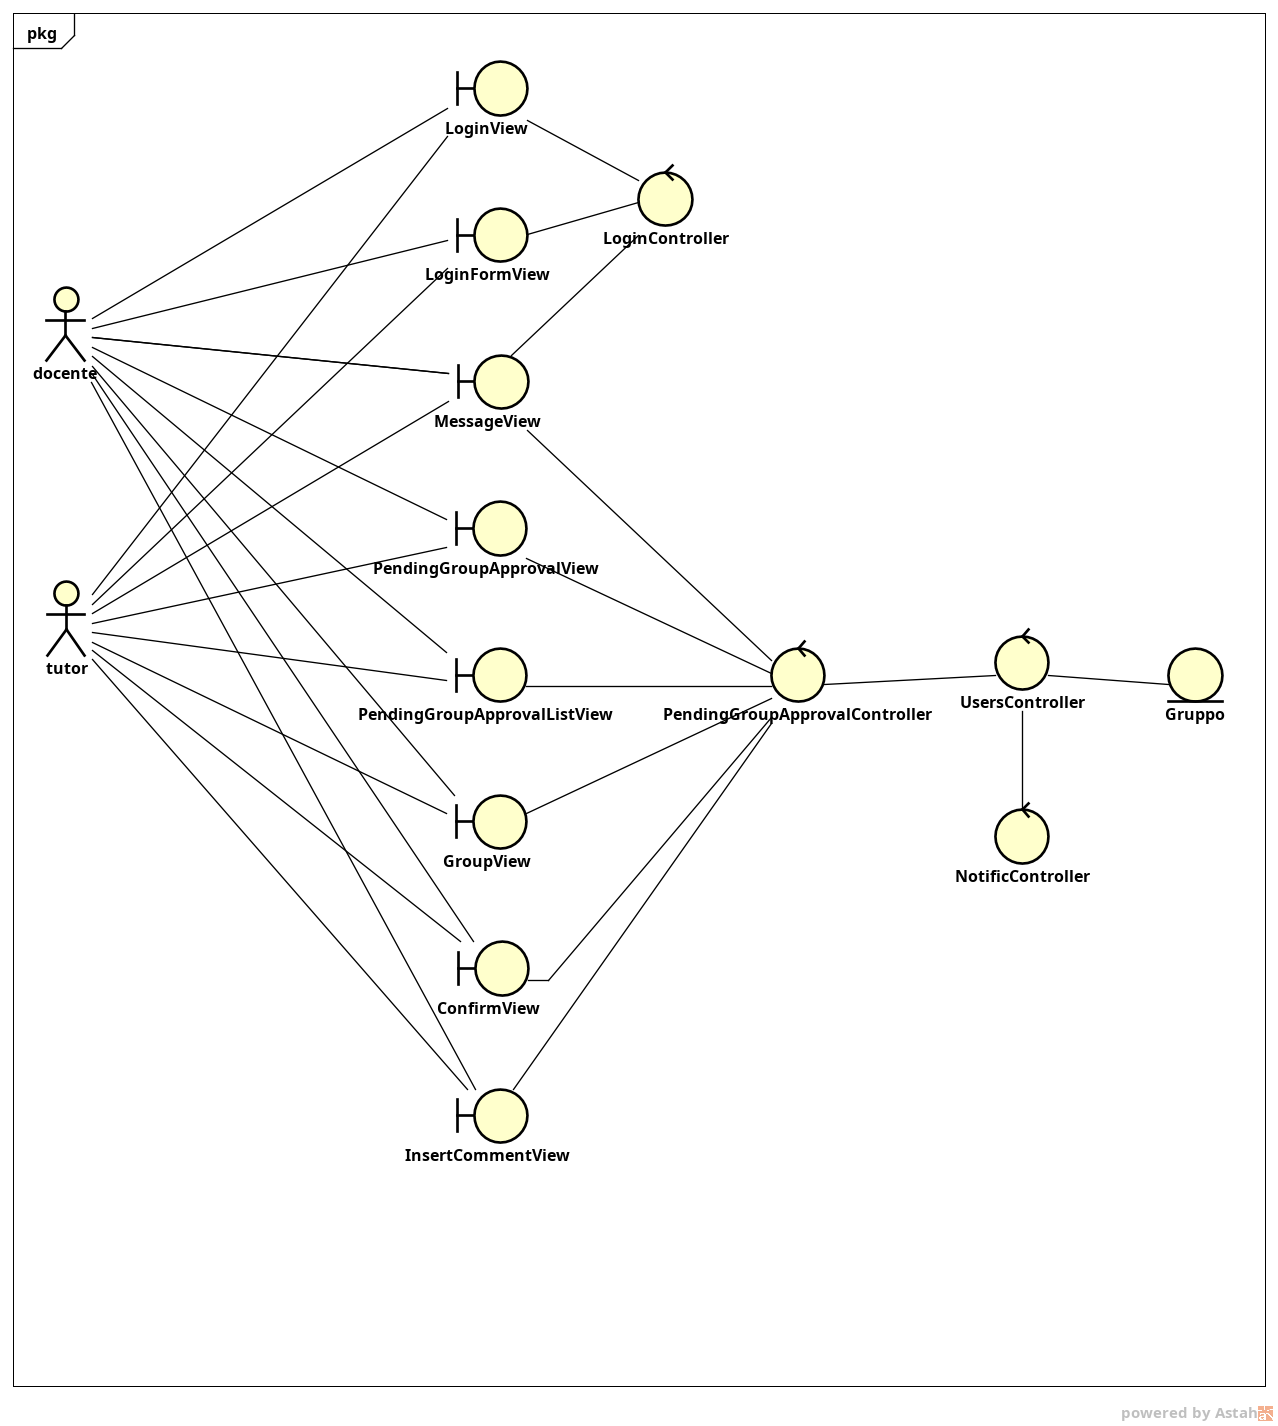 pkg
LoginView
LoginController
LoginFormView
docente
MessageView
PendingGroupApprovalView
tutor
PendingGroupApprovalListView
PendingGroupApprovalController
UsersController
Gruppo
GroupView
NotificController
ConfirmView
InsertCommentView
powered by Astah